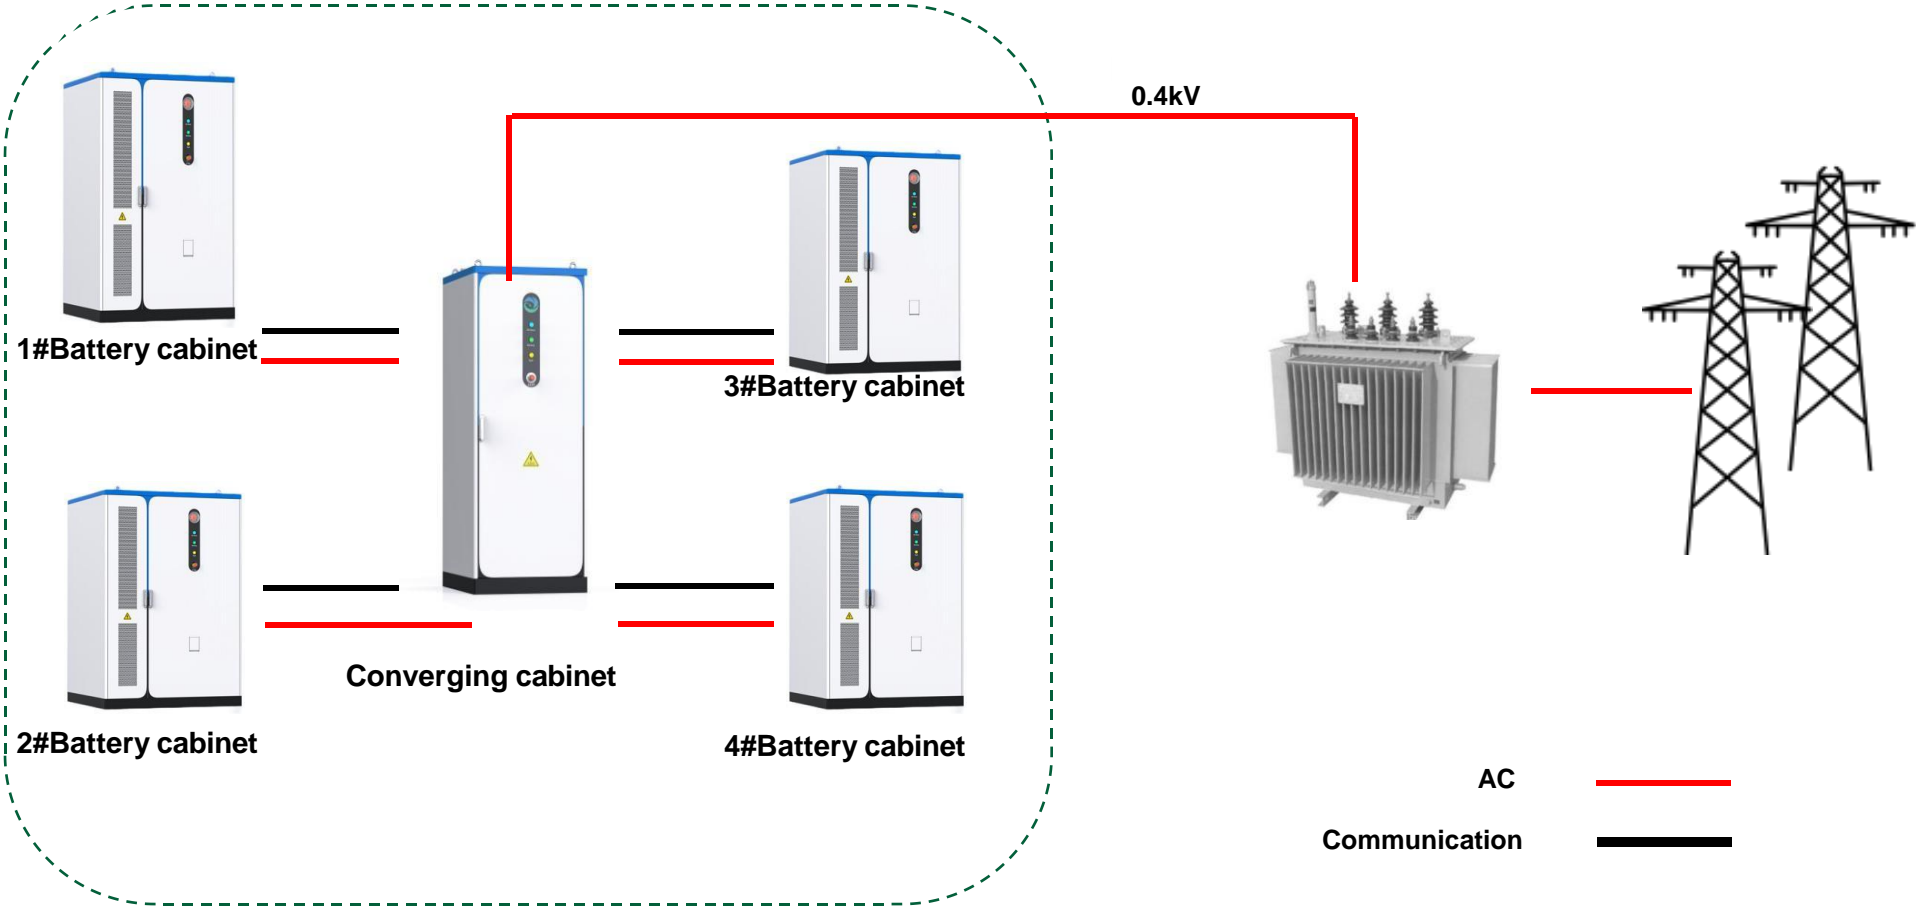 0.4kV
1#Battery cabinet
3#Battery cabinet
Converging cabinet
2#Battery cabinet
4#Battery cabinet
AC
Communication